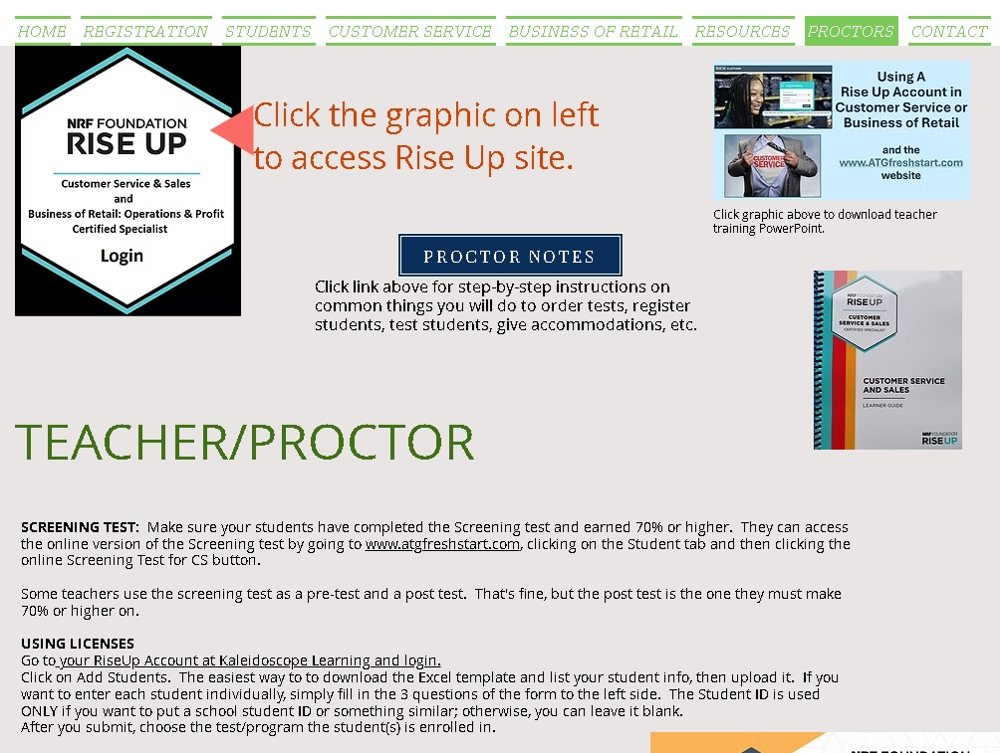 HOME REGISTRATION STUDENTS CUSTOMER SERVICE BUSINESS OF RETAIL RESOURCES PROCTORS CONTACT
NRF FOUNDATION
RISE UP
Customer Service & Sales
and
Business of Retail: Operations & Profit
Certified Specialist
Login
Click the graphic on left
to access Rise Up site.
Using A
Rise Up Account in
Customer Service or
Business of Retail
and the
www.ATGfreshstart.com
website
CUSTOMER
SERVICE
Click graphic above to download teacher
training PowerPoint.
PROCTOR NOTES
Click link above for step-by-step instructions on
common things you will do to order tests, register
students, test students, give accommodations, etc.
NRF FOUNDATION
RISE UP
CUSTOMER
SERVICE & SALES
CERTIFIED SPECIALIST
CUSTOMER SERVICE
AND SALES
LEARNER GUIDE
NRF FOUNDATION
RISE UP
TEACHER/PROCTOR
SCREENING TEST:  Make sure your students have completed the Screening test and earned 70% or higher.  They can access
the online version of the Screening test by going to www.atgfreshstart.com, clicking on the Student tab and then clicking the
online Screening Test for CS button.
Some teachers use the screening test as a pre-test and a post test.  That's fine, but the post test is the one they must make
70% or higher on.
USING LICENSES
Go to your RiseUp Account at Kaleidoscope Learning and login.
Click on Add Students.  The easiest way to to download the Excel template and list your student info, then upload it.  If you
want to enter each student individually, simply fill in the 3 questions of the form to the left side.  The Student ID is used
ONLY if you want to put a school student ID or something similar; otherwise, you can leave it blank.
After you submit, choose the test/program the student(s) is enrolled in.
NRF FOUNDATION